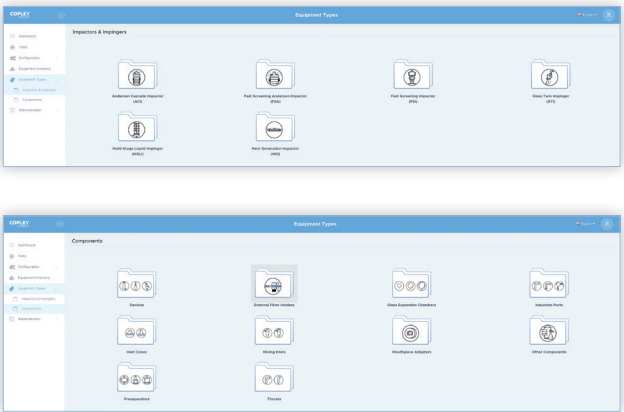 COPLEY
Equipment Types
English
Dashboard
Impactors & Impingers
Tests
Configuration
Equipment Inventory
Equipment Types
Impactors & Impingers
Components
Administration
Andersen Cascade Impactor
(ACI)
Fast Screening Andersen Impactor
(FSA)
Fast Screening Impactor
(FSI)
Glass Twin Impinger
(GTI)
Multi-Stage Liquid Impinger
(MSLI)
Next Generation Impactor
(NGI)
COPLEY
Equipment Types
English
Dashboard
Components
Tests
Configuration
Equipment Inventory
Equipment Types
Impactors & Impingers
Components
Administration
Devices
External Filter Holders
Glass Expansion Chambers
Induction Ports
Inlet Cones
Mixing Inlets
Mouthpiece Adapters
Other Components
Preseparators
Throats